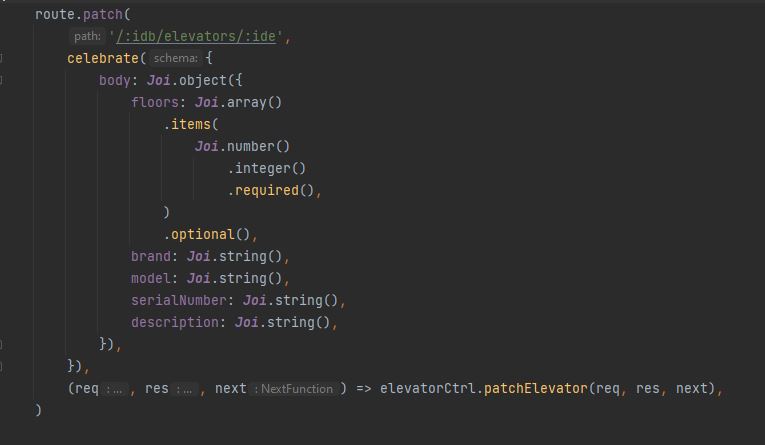 route.patch(
path: '/:idb/elevators/:ide',
celebrate( schema: {
body: Joi.object({
floors: Joi.array()
.items(
Joi.number()
.integer()
.required(),
)
.optional(),
brand: Joi.string(),
model: Joi.string(),
serialNumber: Joi.string(),
description: Joi.string(),
}),
}),
(req : ... , res : ... , next : NextFunction ) => elevatorCtrl.patchElevator(req, res, next),
)